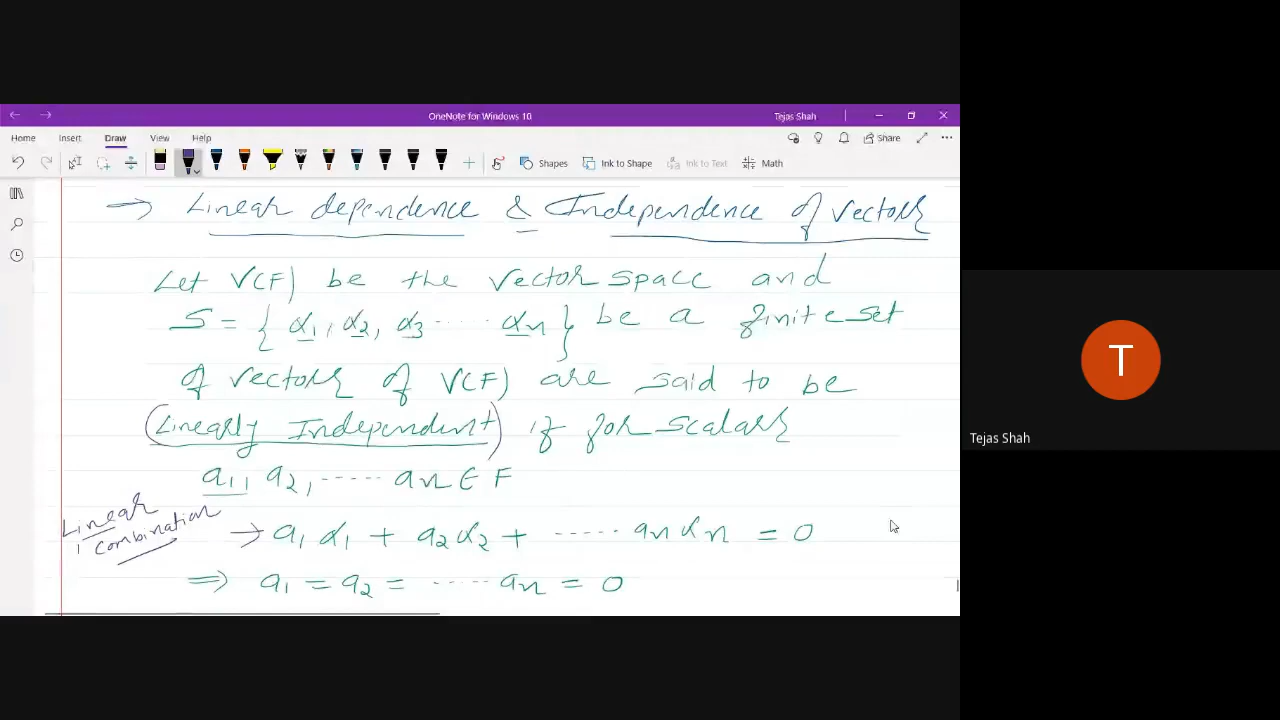 OneNote for Windows 10
Tejas Shah
Home Insert Draw View Help
Share
Shapes Ink to Shape Ink to Text Math
→ Linear dependence & Independence of vectors
Let V(F) be the vector space and
S = { α1, α2, α3 ..... αn } be a finite set
of vectors of V(F) are said to be
(Linearly Independent) if for scalars
a1, a2, ...... an ∈ F
Linear
Combination
→ a1 α1 + a2 α2 + ...... an αn = 0
⇒ a1 = a2 = ...... an = 0
T
Tejas Shah